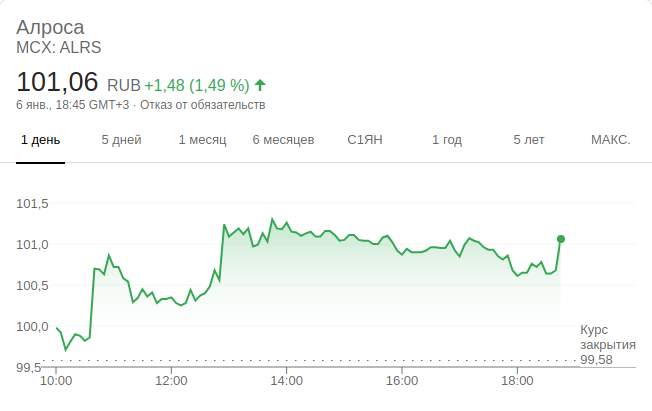 Алроса
MCX: ALRS
101,06 RUB +1,48 (1,49 %)
6 янв., 18:45 GMT+3 · Отказ от обязательств
1 день 5 дней 1 месяц 6 месяцев С1ЯН 1 год 5 лет МАКС.
101,5
101,0
100,5
100,0
Курс
закрытия
99,58
99,5
10:00 12:00 14:00 16:00 18:00